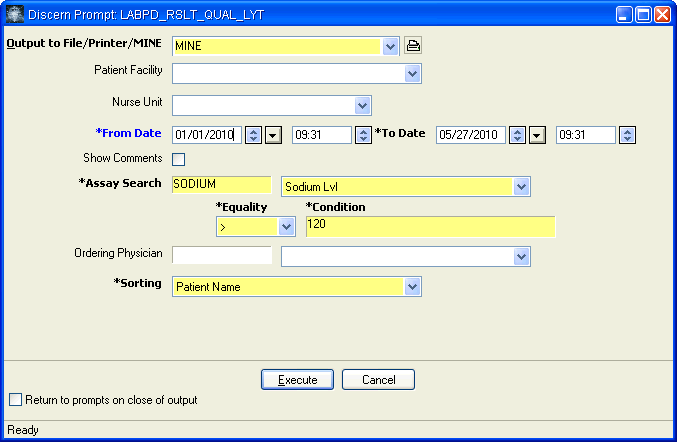 Discern Prompt: LABPD_RSLT_QUAL_LYT
Output to File/Printer/MINE MINE
Patient Facility
Nurse Unit
*From Date 01/01/2010 09:31 *To Date 05/27/2010 09:31
Show Comments
*Assay Search SODIUM Sodium Lvl
*Equality *Condition
> 120
Ordering Physician
*Sorting Patient Name
Execute Cancel
Return to prompts on close of output
Ready